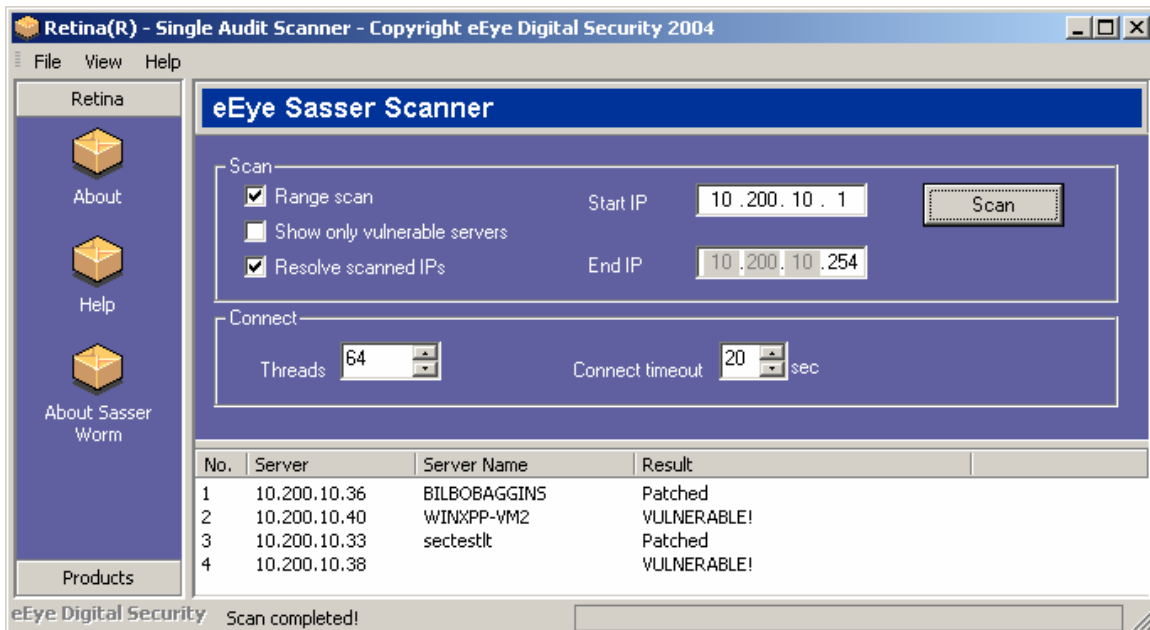 Retina(R) - Single Audit Scanner - Copyright eEye Digital Security 2004
File View Help
Retina
About
Help
About Sasser
Worm
Products
eEye Sasser Scanner
Scan
Range scan
Show only vulnerable servers
Resolve scanned IPs
Start IP 10 .200. 10 . 1
End IP 10 .200. 10 .254
Scan
Connect
Threads 64
Connect timeout 20 sec
No. Server Server Name Result
1 10.200.10.36 BILBOBAGGINS Patched
2 10.200.10.40 WINXPP-VM2 VULNERABLE!
3 10.200.10.33 sectestlt Patched
4 10.200.10.38 VULNERABLE!
eEye Digital Security Scan completed!